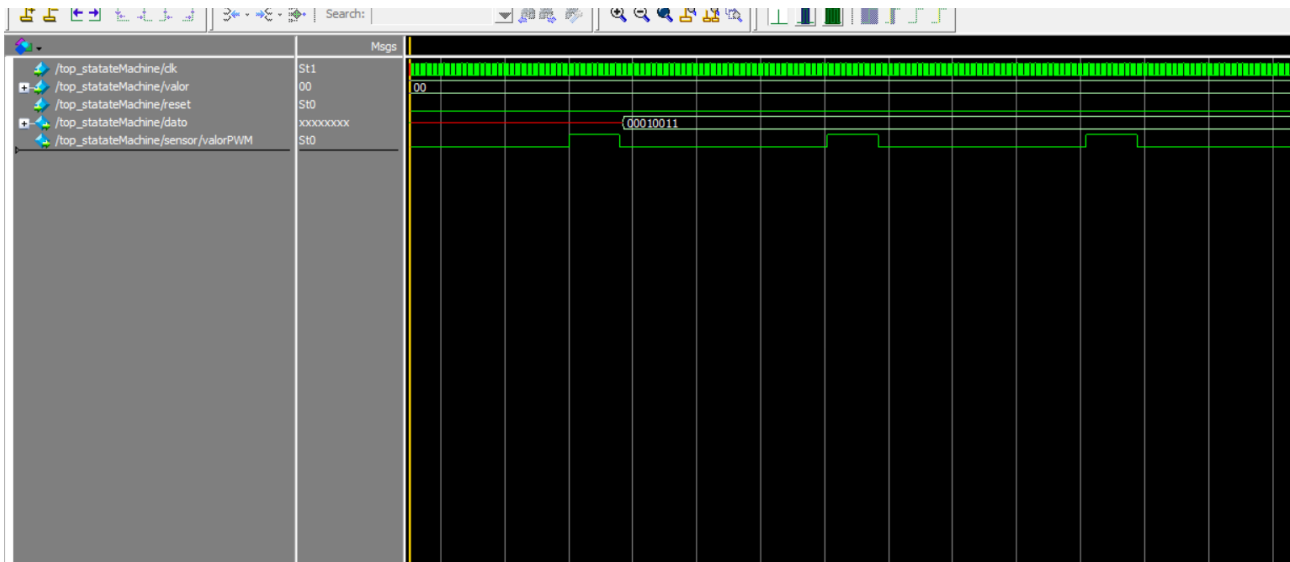 Search:
Msgs
/top_statateMachine/clk St1
/top_statateMachine/valor 00 00
/top_statateMachine/reset St0
/top_statateMachine/dato xxxxxxxx 00010011
/top_statateMachine/sensor/valorPWM St0